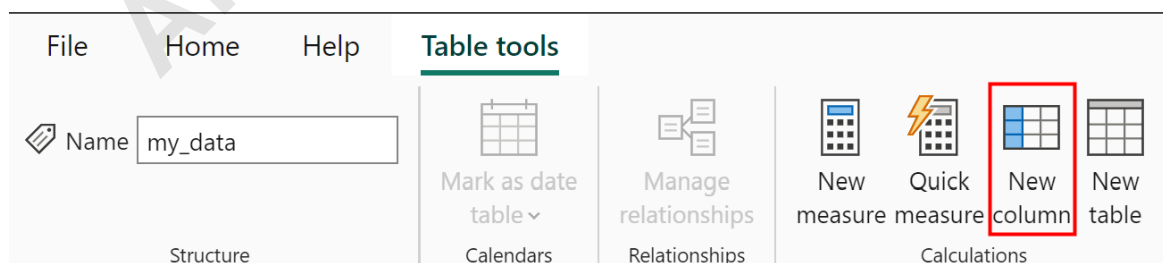 File Home Help Table tools
Name my_data
Mark as date table
Manage relationships
New measure
Quick measure
New column
New table
Structure Calendars Relationships Calculations